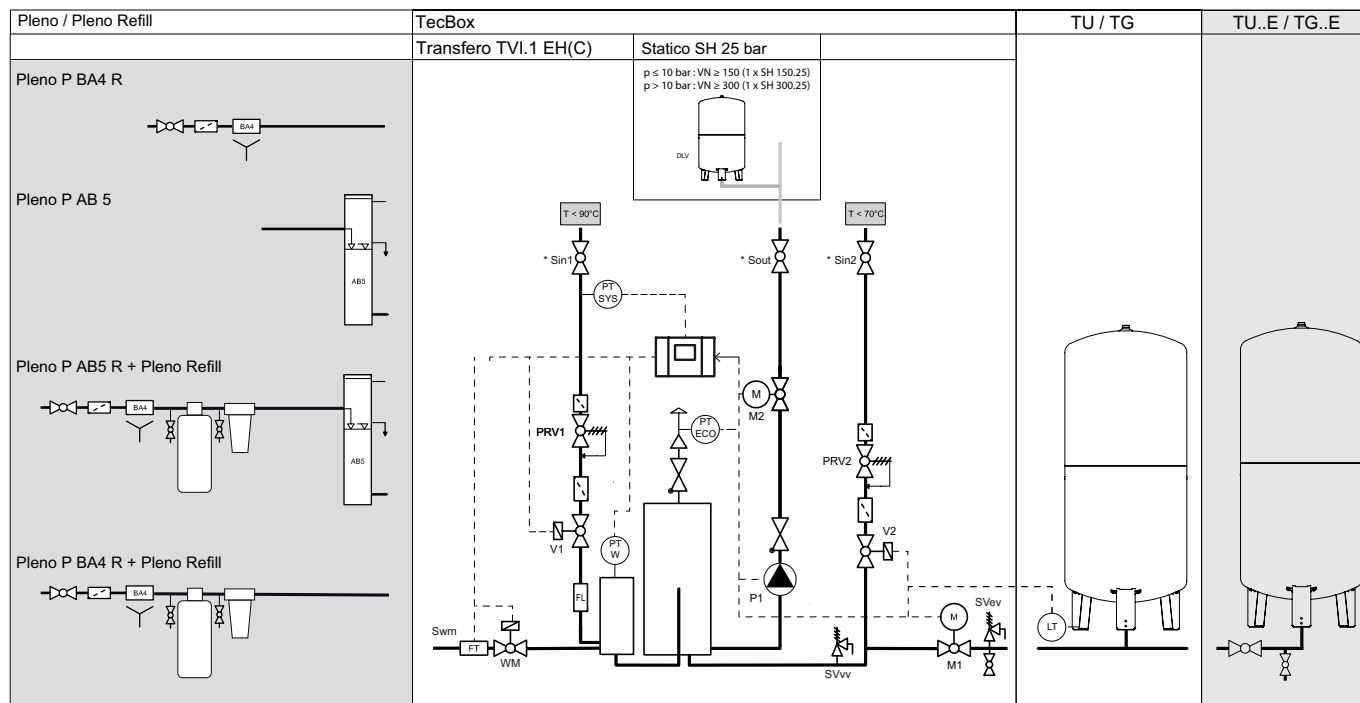 Pleno / Pleno Refill
TecBox
TU / TG
TU..E / TG..E
Transfero TVI.1 EH(C)
Statico SH 25 bar
p ≤ 10 bar : VN ≥ 150 (1 x SH 150.25)
p > 10 bar : VN ≥ 300 (1 x SH 300.25)
DLV
Pleno P BA4 R
BA4
Pleno P AB 5
AB5
Pleno P AB5 R + Pleno Refill
BA4
AB5
Pleno P BA4 R + Pleno Refill
BA4
T < 90°C
T < 70°C
* Sin1
* Sout
* Sin2
PT
SYS
M
M2
PRV1
PT
ECO
PRV2
V1
PT
W
V2
FL
P1
Swm
FT
WM
SVvv
M
M1
SVev
LT